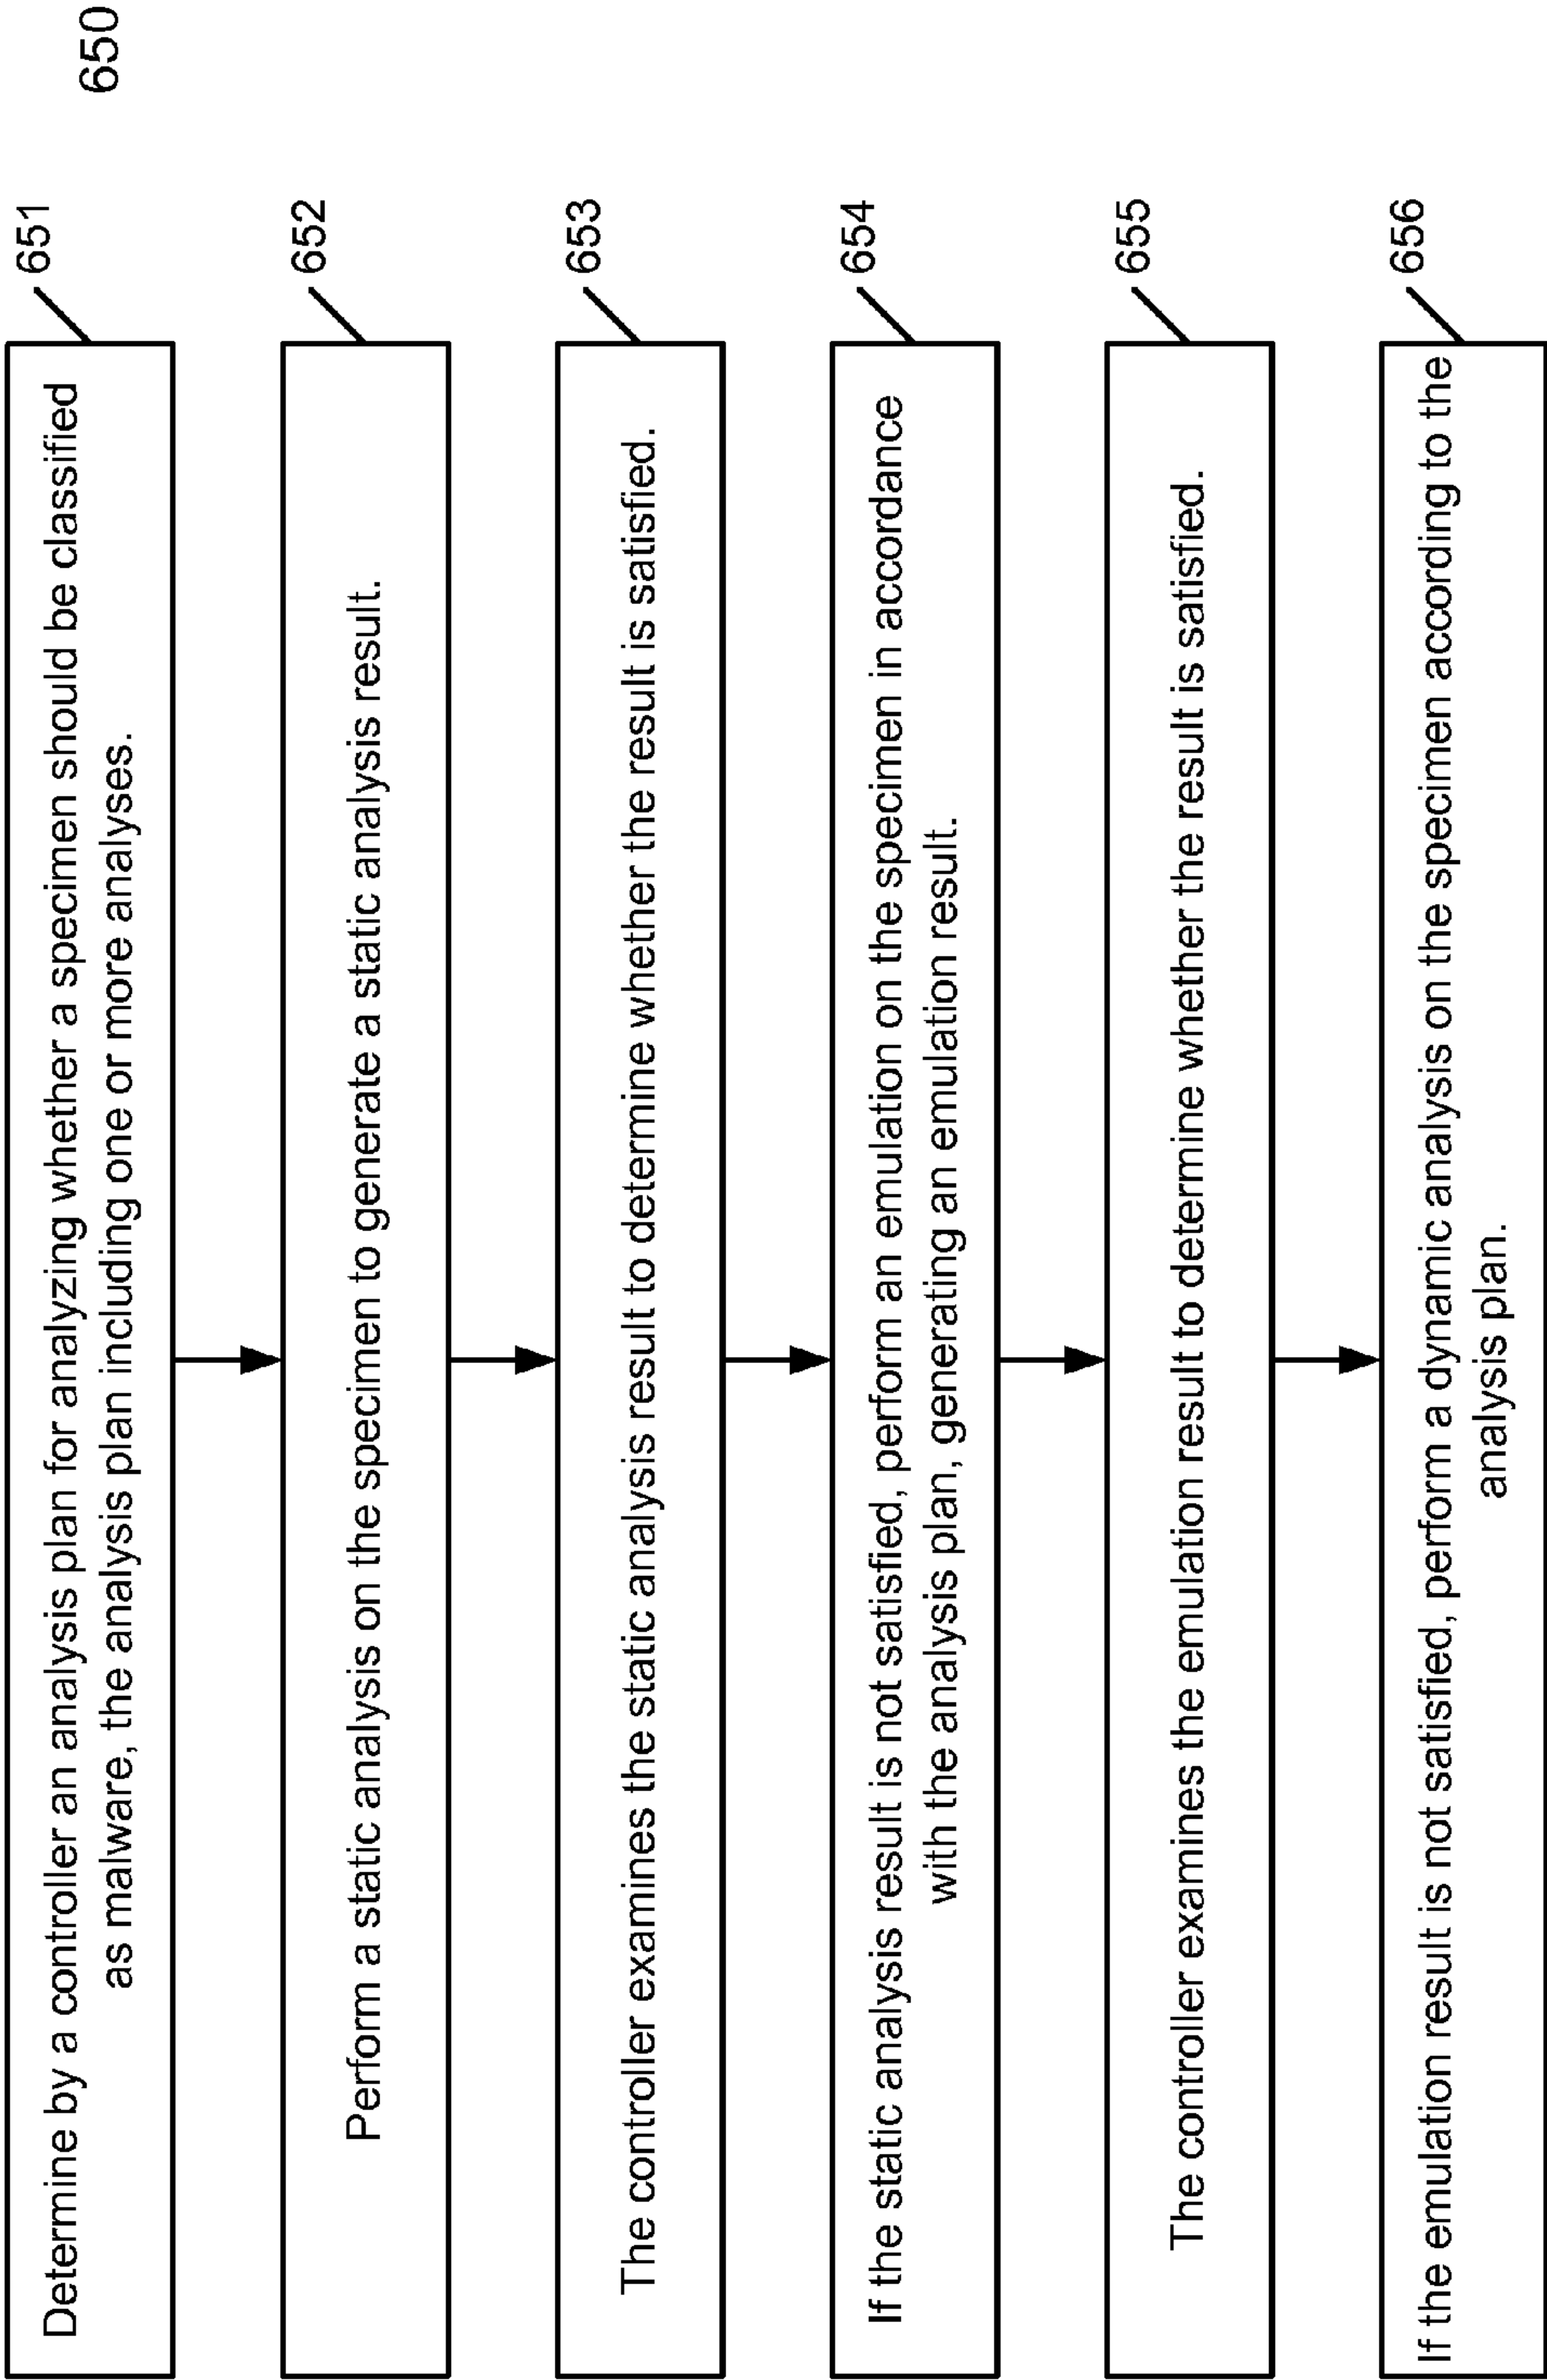 650
651
Determine by a controller an analysis plan for analyzing whether a specimen should be classified
as malware, the analysis plan including one or more analyses.
652
Perform a static analysis on the specimen to generate a static analysis result.
653
The controller examines the static analysis result to determine whether the result is satisfied.
654
If the static analysis result is not satisfied, perform an emulation on the specimen in accordance
with the analysis plan, generating an emulation result.
655
The controller examines the emulation result to determine whether the result is satisfied.
656
If the emulation result is not satisfied, perform a dynamic analysis on the specimen according to the
analysis plan.